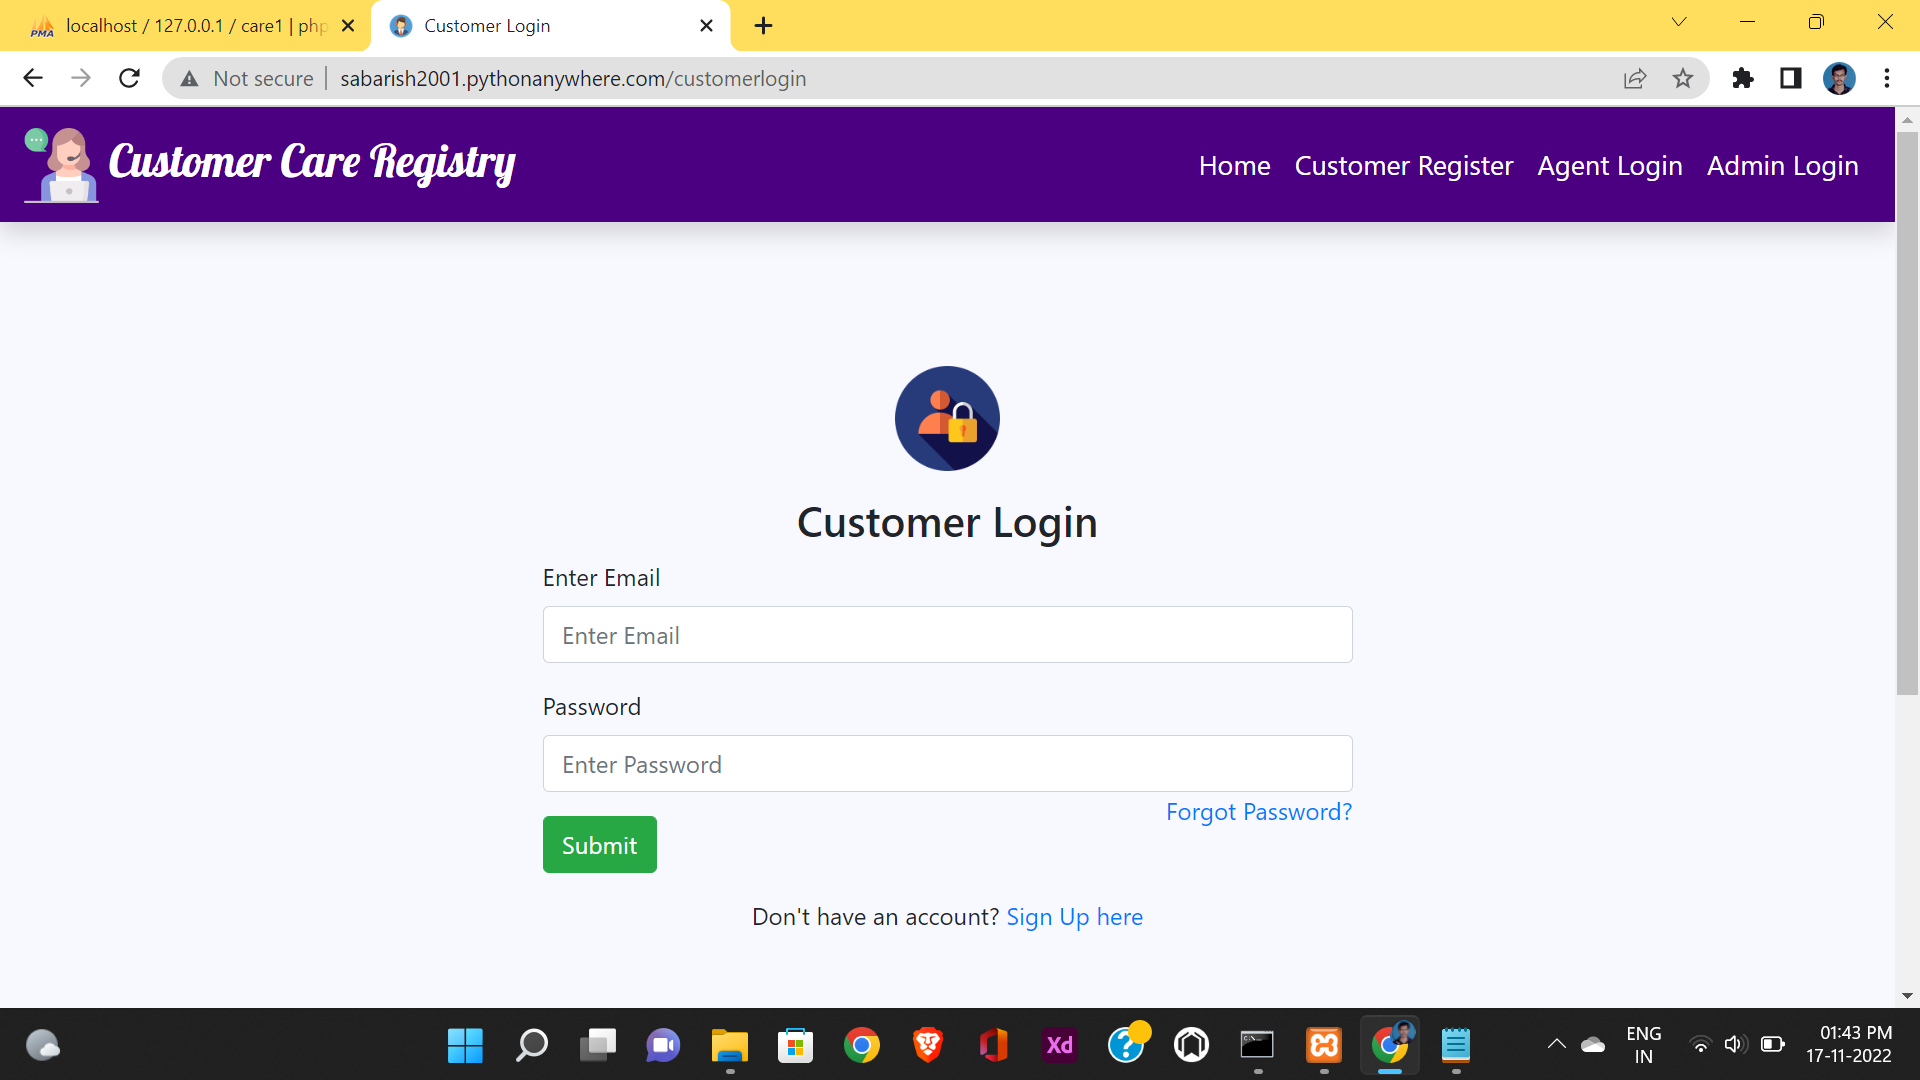 localhost / 127.0.0.1 / care1 | php
Customer Login
Not secure
sabarish2001.pythonanywhere.com/customerlogin
Customer Care Registry
Home
Customer Register
Agent Login
Admin Login
Customer Login
Enter Email
Enter Email
Password
Enter Password
Forgot Password?
Submit
Don't have an account? Sign Up here
Xd
ENG
IN
01:43 PM
17-11-2022